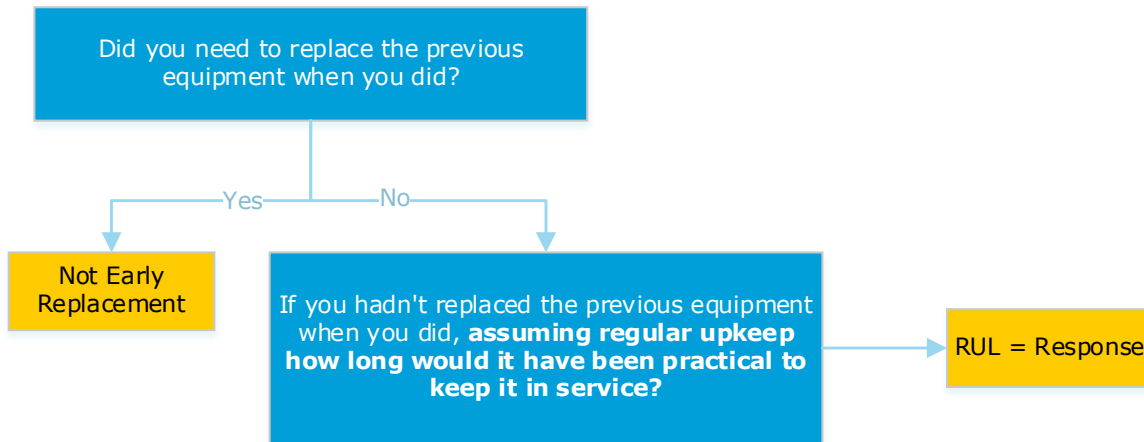 Did you need to replace the previous
equipment when you did?
Yes
No
Not Early
Replacement
If you hadn't replaced the previous equipment
when you did, assuming regular upkeep
how long would it have been practical to
keep it in service?
RUL = Response